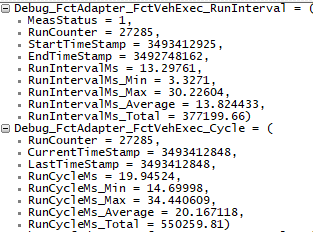 Debug_FctAdapter_FctVehExec_RunInterval = (
MeasStatus = 1,
RunCounter = 27285,
StartTimeStamp = 3493412925,
EndTimeStamp = 3492748162,
RunIntervalMs = 13.29761,
RunIntervalMs_Min = 3.3271,
RunIntervalMs_Max = 30.22604,
RunIntervalMs_Average = 13.824433,
RunIntervalMs_Total = 377199.66)
Debug_FctAdapter_FctVehExec_Cycle = (
RunCounter = 27285,
CurrentTimeStamp = 3493412848,
LastTimeStamp = 3493412848,
RunCycleMs = 19.94524,
RunCycleMs_Min = 14.69998,
RunCycleMs_Max = 34.440609,
RunCycleMs_Average = 20.167118,
RunCycleMs_Total = 550259.81)